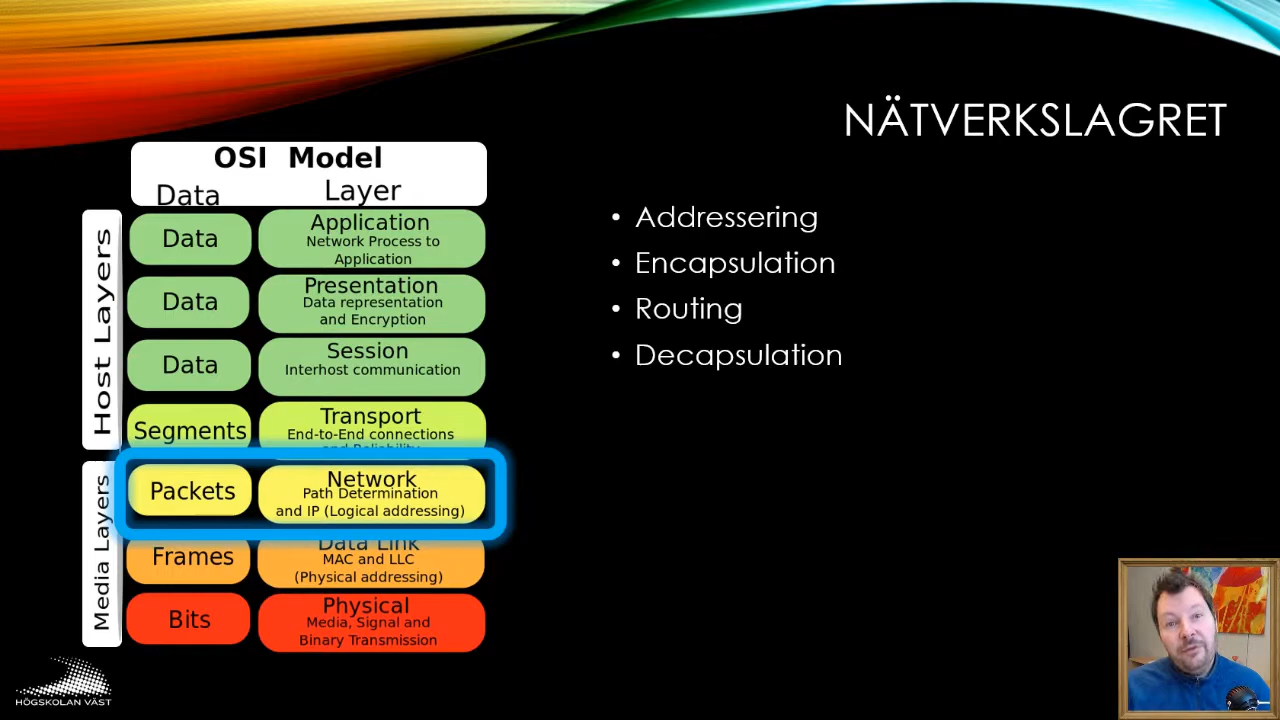 NÄTVERKSLAGRET
OSI Model
Data Layer
Host Layers
Data
Application
Network Process to
Application
Data
Presentation
Data representation
and Encryption
Data
Session
Interhost communication
Segments
Transport
End-to-End connections
and Reliability
Media Layers
Packets
Network
Path Determination
and IP (Logical addressing)
Frames
Data Link
MAC and LLC
(Physical addressing)
Bits
Physical
Media, Signal and
Binary Transmission
• Addressering
• Encapsulation
• Routing
• Decapsulation
HÖGSKOLAN VÄST